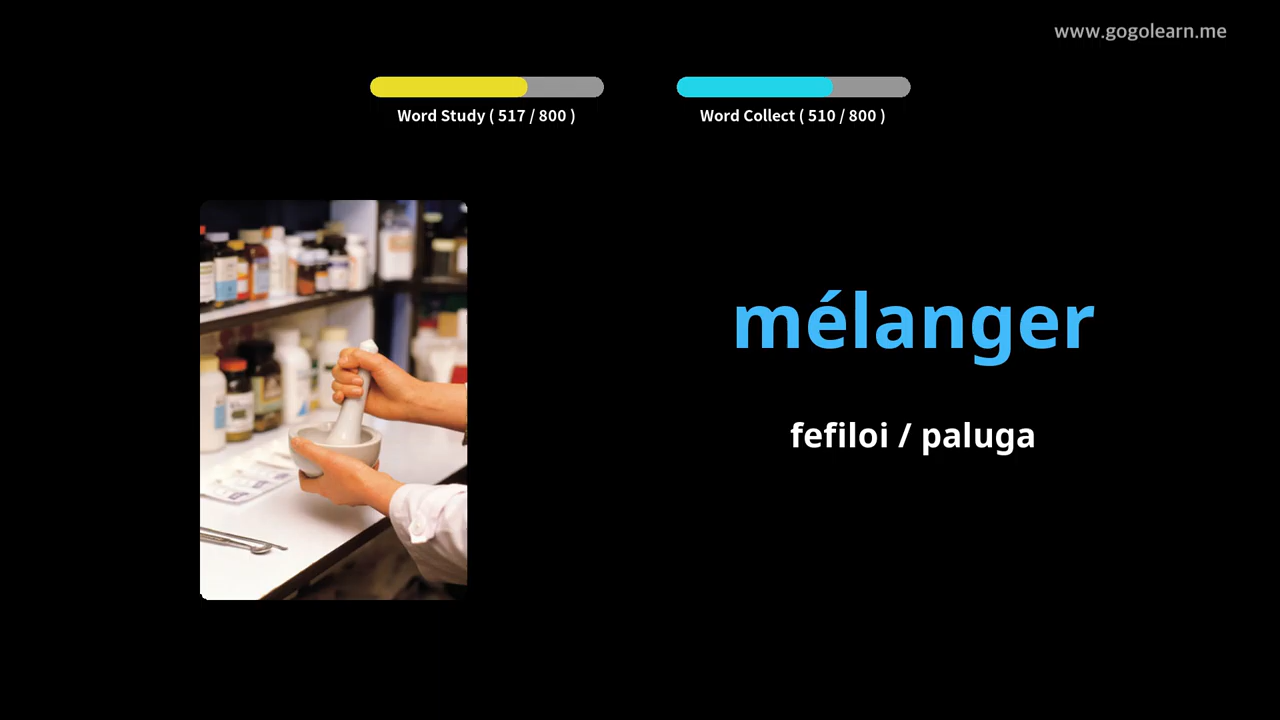 www.gogolearn.me
Word Study ( 517 / 800 )
Word Collect ( 510 / 800 )
mélanger
fefiloi / paluga